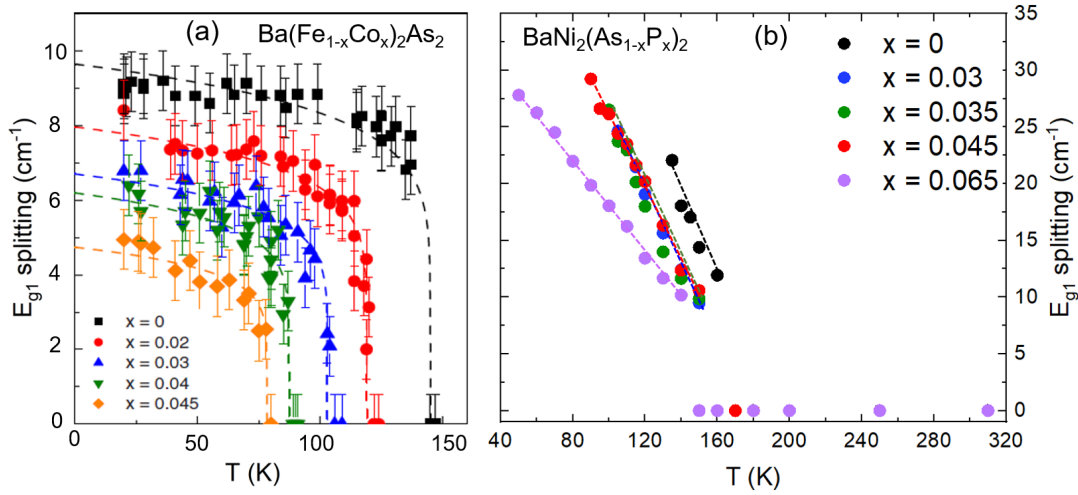 (a) Ba(Fe1-xCox)2As2
10
8
6
4
2
0
E_g1 splitting (cm-1)
x = 0
x = 0.02
x = 0.03
x = 0.04
x = 0.045
0 50 100 150
T (K)
BaNi2(As1-xPx)2 (b)
x = 0
x = 0.03
x = 0.035
x = 0.045
x = 0.065
35
30
25
20
15
10
5
0
E_g1 splitting (cm-1)
40 80 120 160 200 240 280 320
T (K)